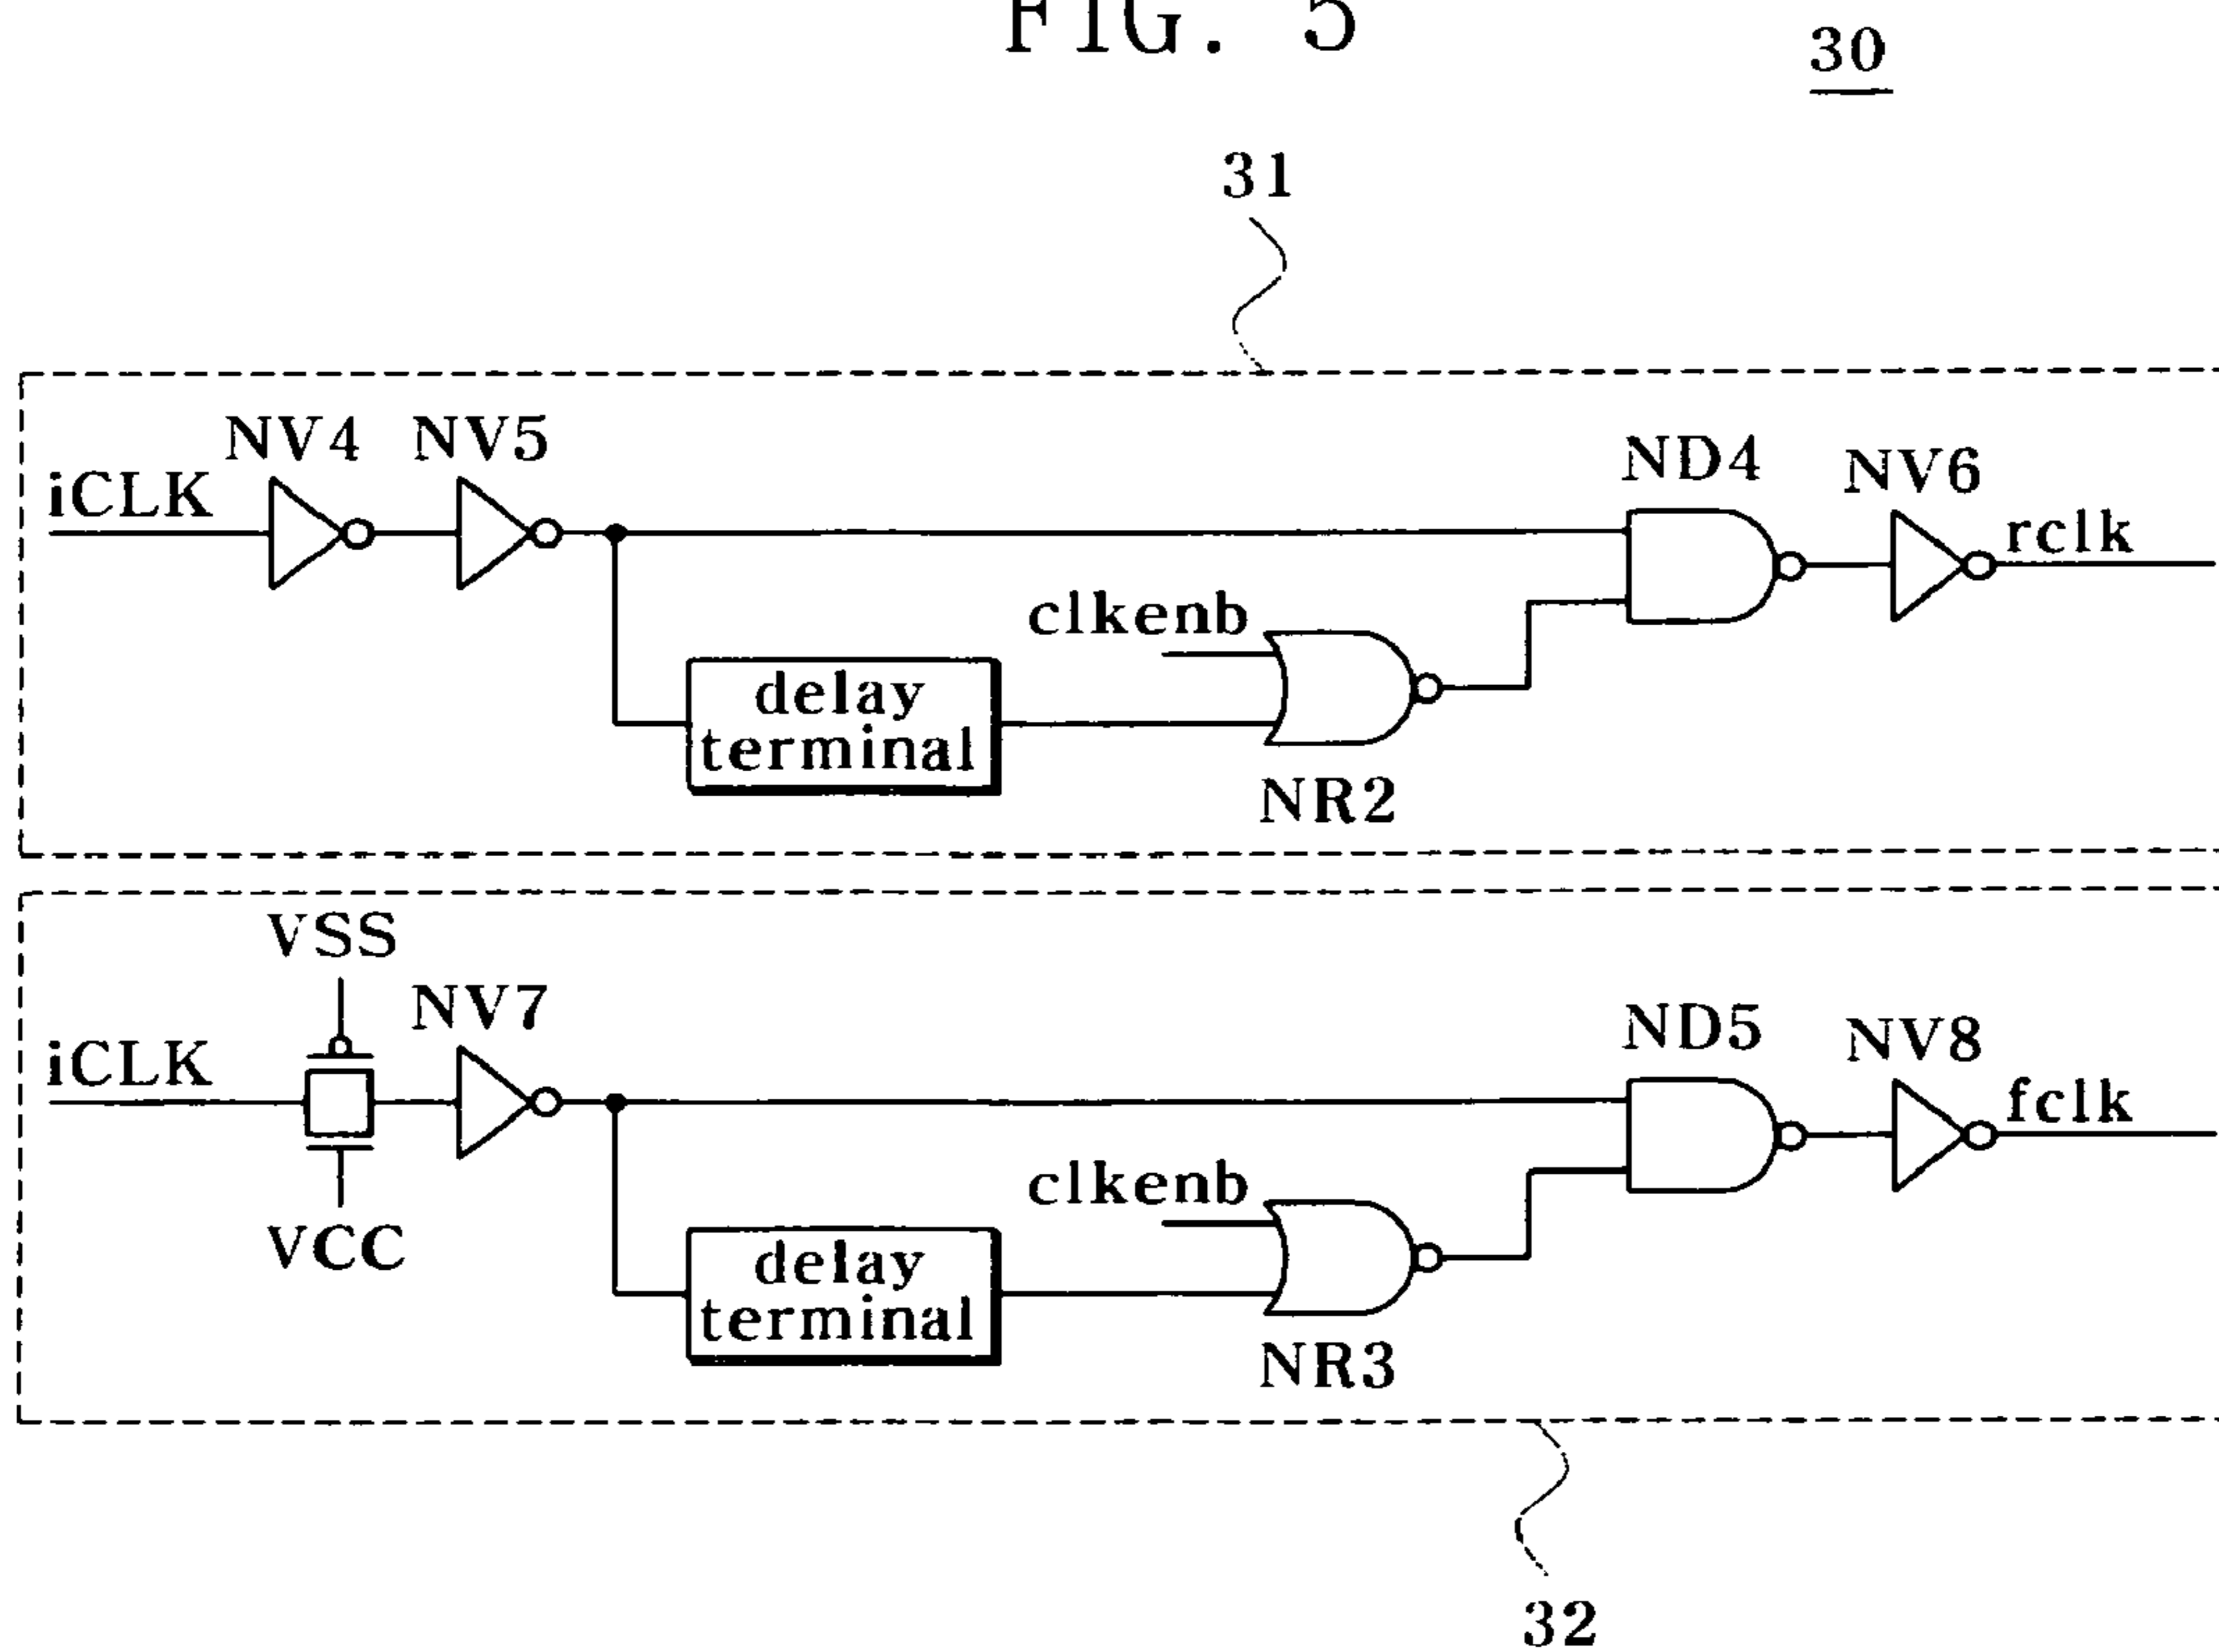 FIG. 5
30
31
NV4 NV5
ND4 NV6
iCLK
rclk
clkenb
delay
terminal
NR2
VSS
NV7
ND5 NV8
iCLK
fclk
clkenb
VCC
delay
terminal
NR3
32